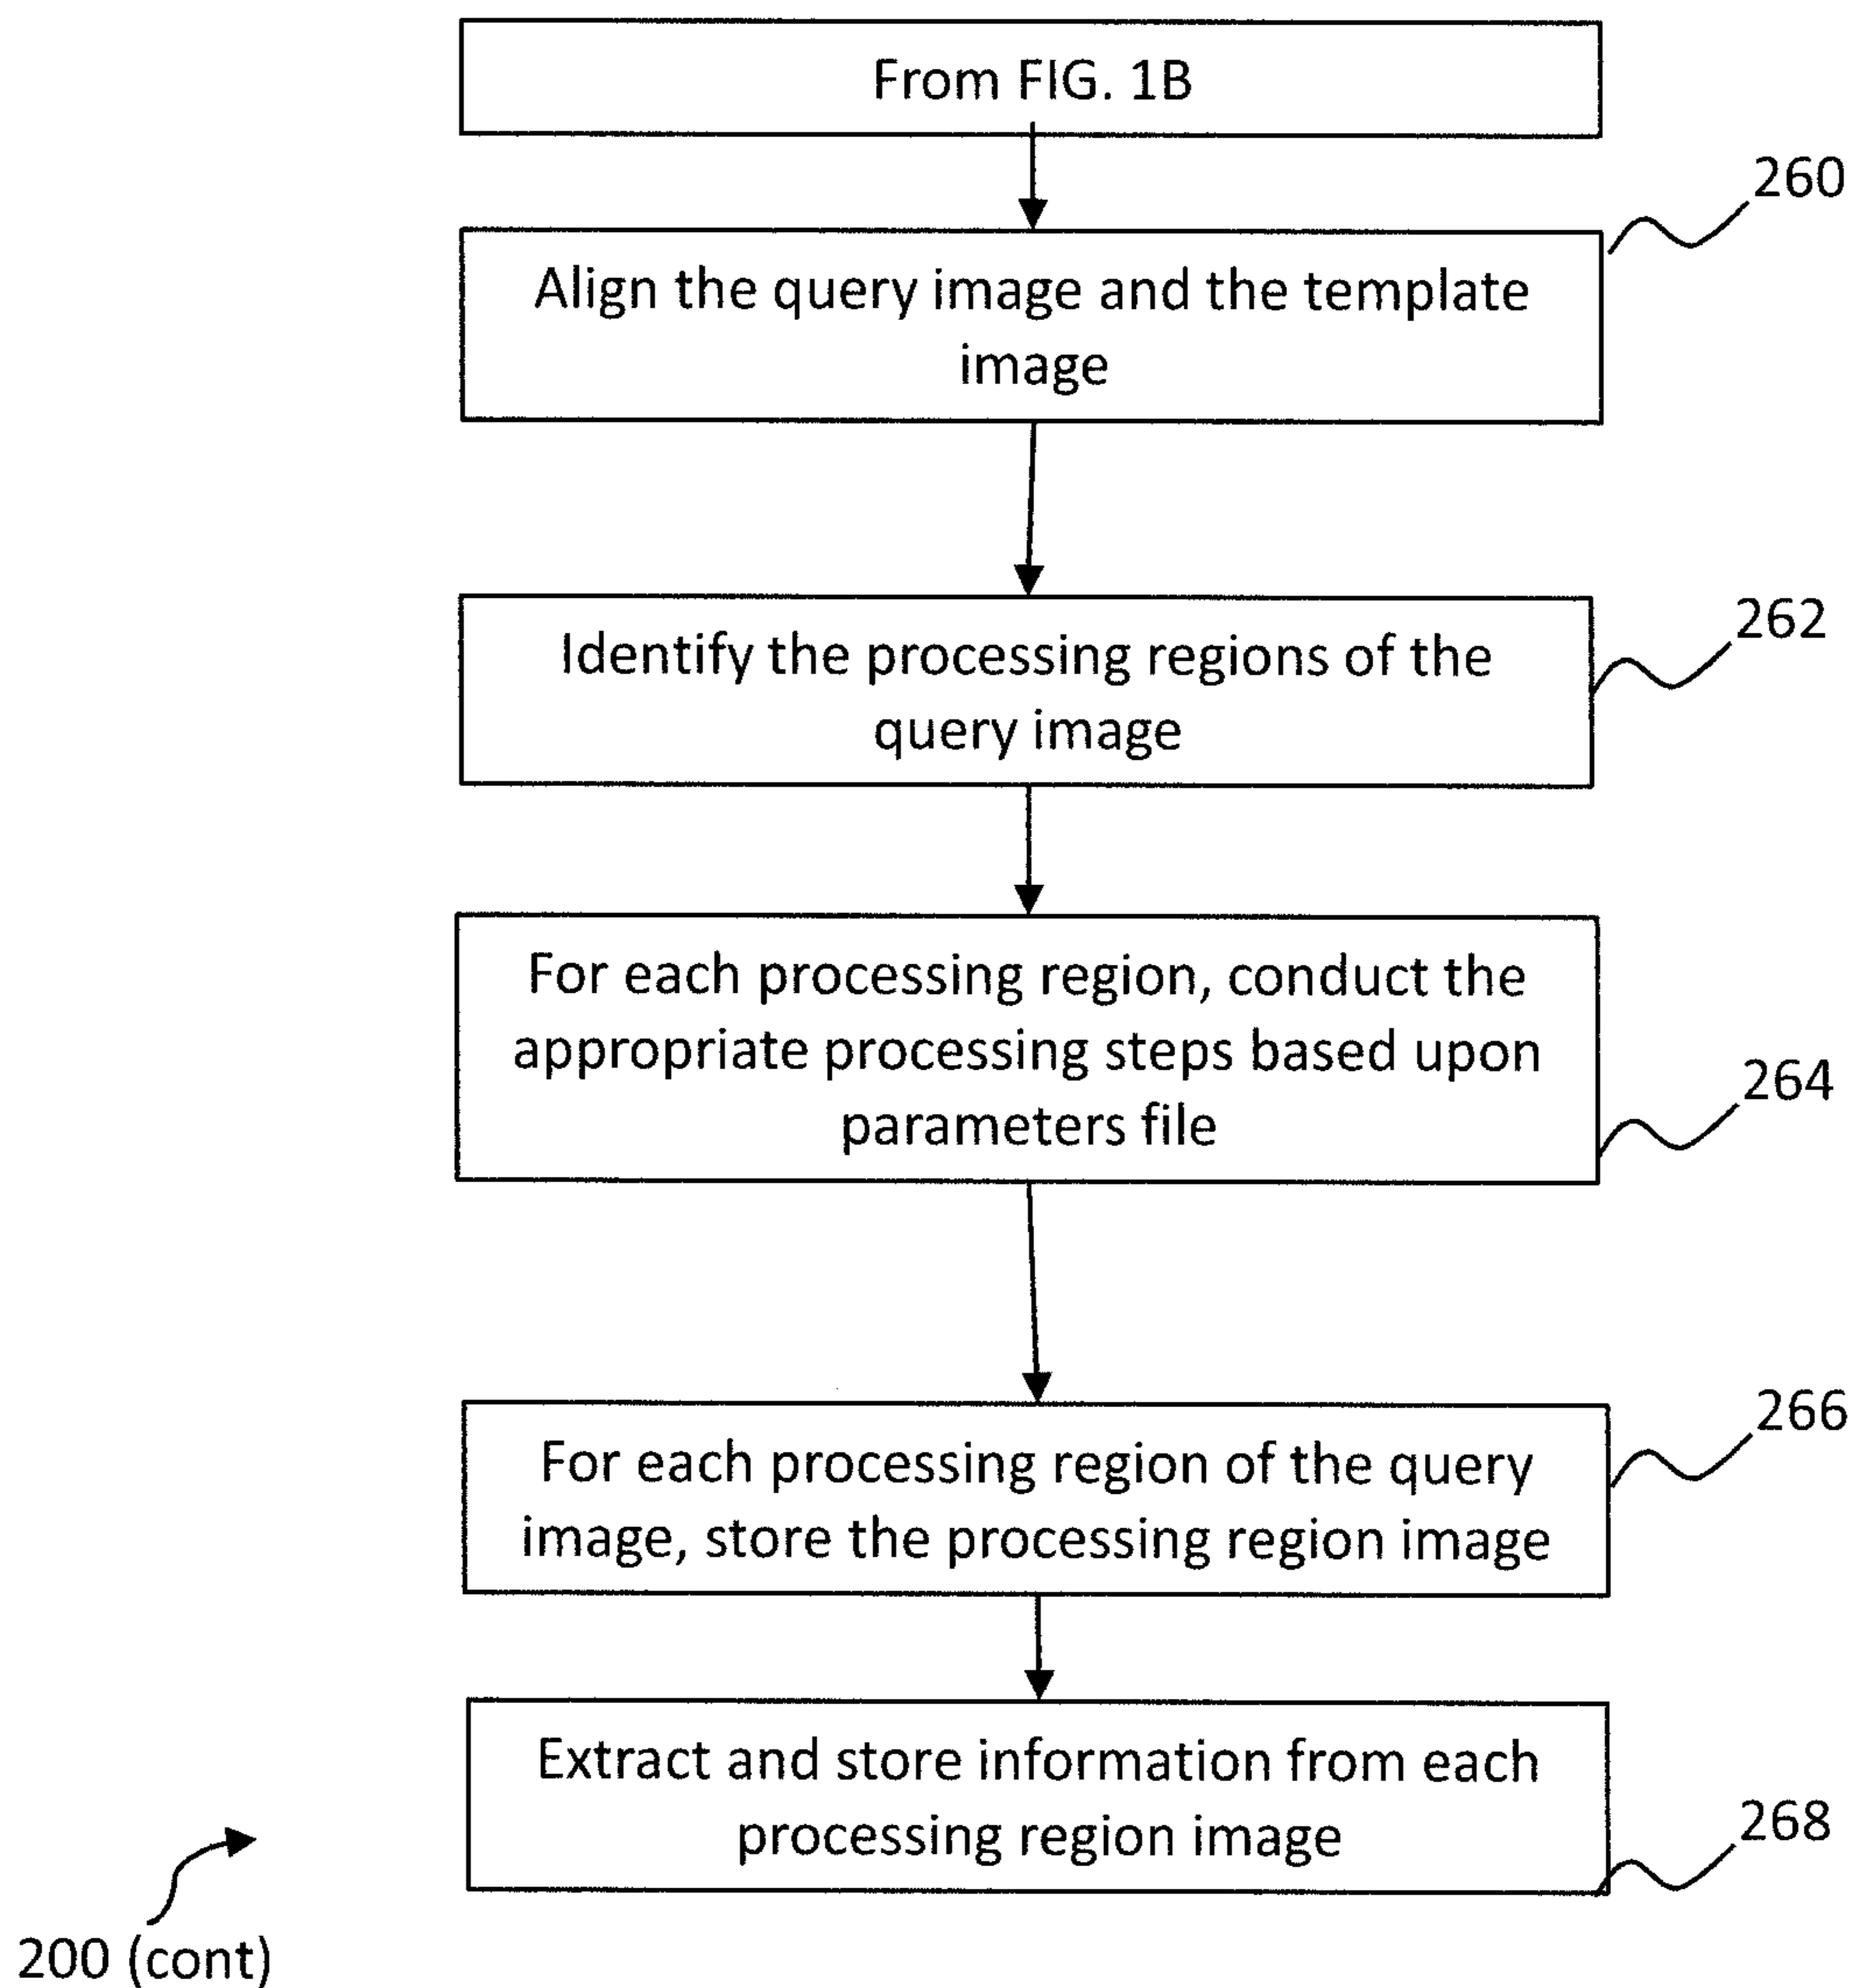 From FIG. 1B
260
Align the query image and the template
image
262
Identify the processing regions of the
query image
For each processing region, conduct the
appropriate processing steps based upon
parameters file
264
266
For each processing region of the query
image, store the processing region image
Extract and store information from each
processing region image
268
200 (cont)